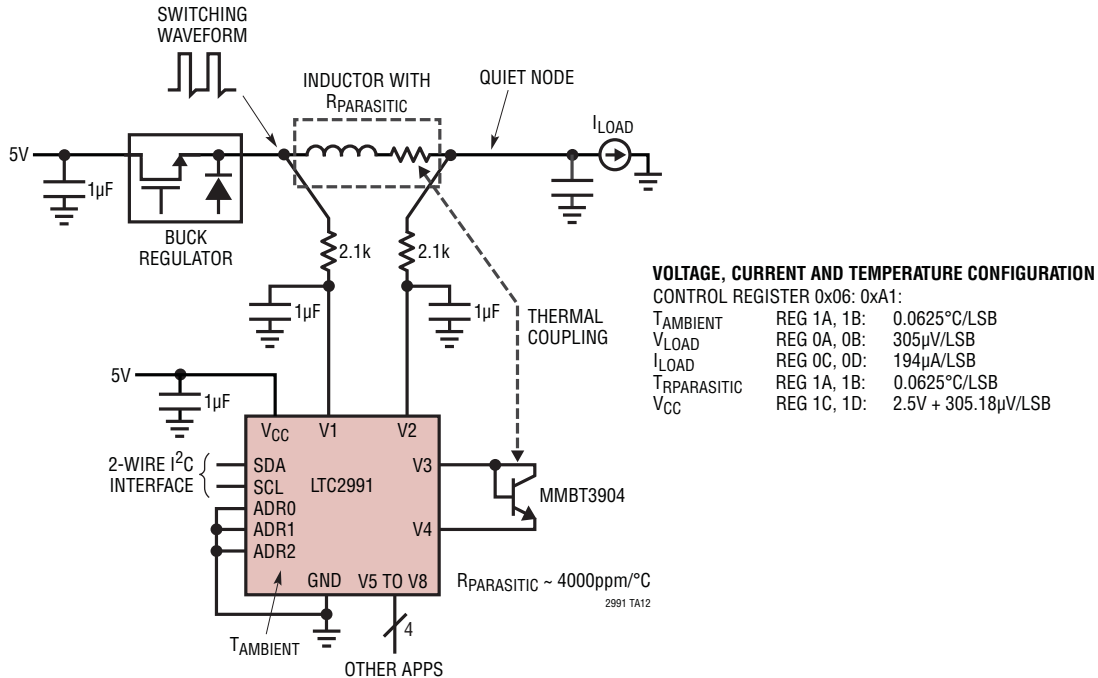 SWITCHING
WAVEFORM
INDUCTOR WITH
RPARASITIC
QUIET NODE
ILOAD
5V
1µF
BUCK
REGULATOR
2.1k
2.1k
1µF
1µF
THERMAL
COUPLING
VOLTAGE, CURRENT AND TEMPERATURE CONFIGURATION
CONTROL REGISTER 0x06: 0xA1:
TAMBIENT REG 1A, 1B: 0.0625°C/LSB
VLOAD REG 0A, 0B: 305µV/LSB
ILOAD REG 0C, 0D: 194µA/LSB
TRPARASITIC REG 1A, 1B: 0.0625°C/LSB
VCC REG 1C, 1D: 2.5V + 305.18µV/LSB
5V
1µF
VCC V1 V2
2-WIRE I2C
INTERFACE
SDA
SCL
ADR0
ADR1
ADR2
LTC2991
V3
V4
MMBT3904
GND V5 TO V8
RPARASITIC ~ 4000ppm/°C
2991 TA12
TAMBIENT
4
OTHER APPS